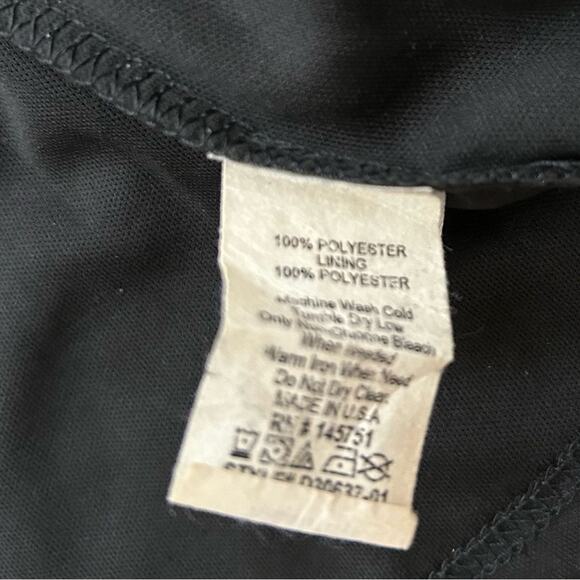 100% POLYESTER
LINING
100% POLYESTER
Machine Wash Cold
Tumble Dry Low
Only Non-Chlorine Bleach
When needed
Warm Iron When Need
Do Not Dry Clean
MADE IN U.S.A
RN # 145751